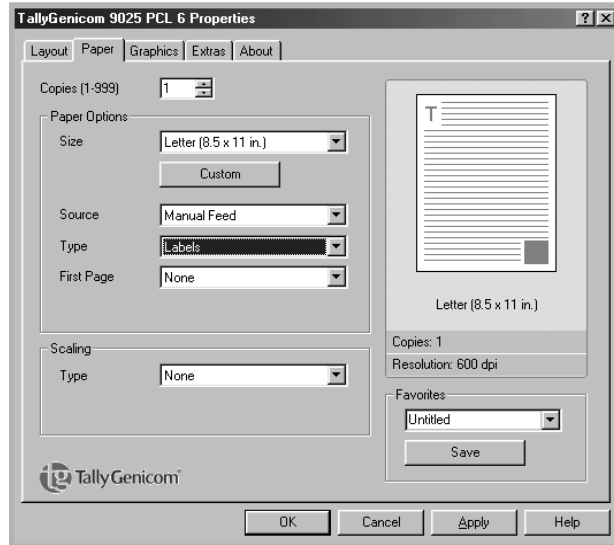 TallyGenicom 9025 PCL 6 Properties
Layout Paper Graphics Extras About
Copies (1-999) 1
Paper Options
Size Letter (8.5 x 11 in.)
Custom
Source Manual Feed
Type Labels
First Page None
Scaling
Type None
T
Letter (8.5 x 11 in.)
Copies: 1
Resolution: 600 dpi
Favorites
Untitled
Save
tg TallyGenicom
OK Cancel Apply Help